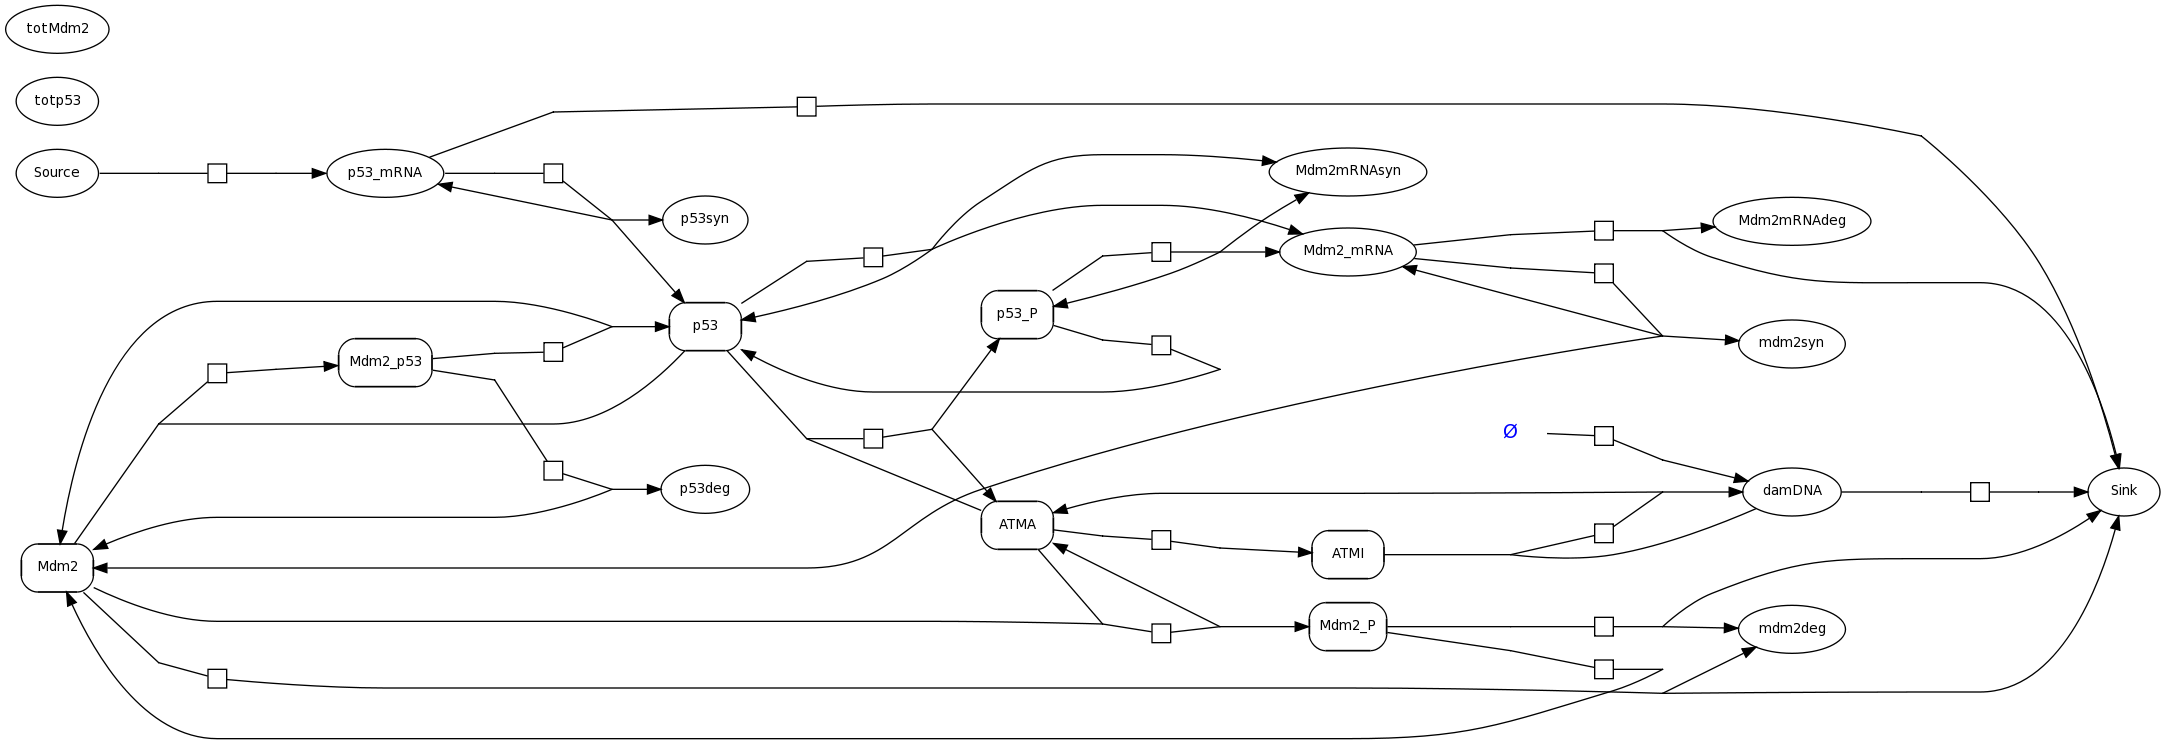 totMdm2
totp53
Source
p53_mRNA
Mdm2mRNAsyn
p53syn
Mdm2mRNAdeg
Mdm2_mRNA
p53_P
p53
mdm2syn
Mdm2_p53
Ø
p53deg
damDNA
Sink
ATMA
ATMI
Mdm2
Mdm2_P
mdm2deg